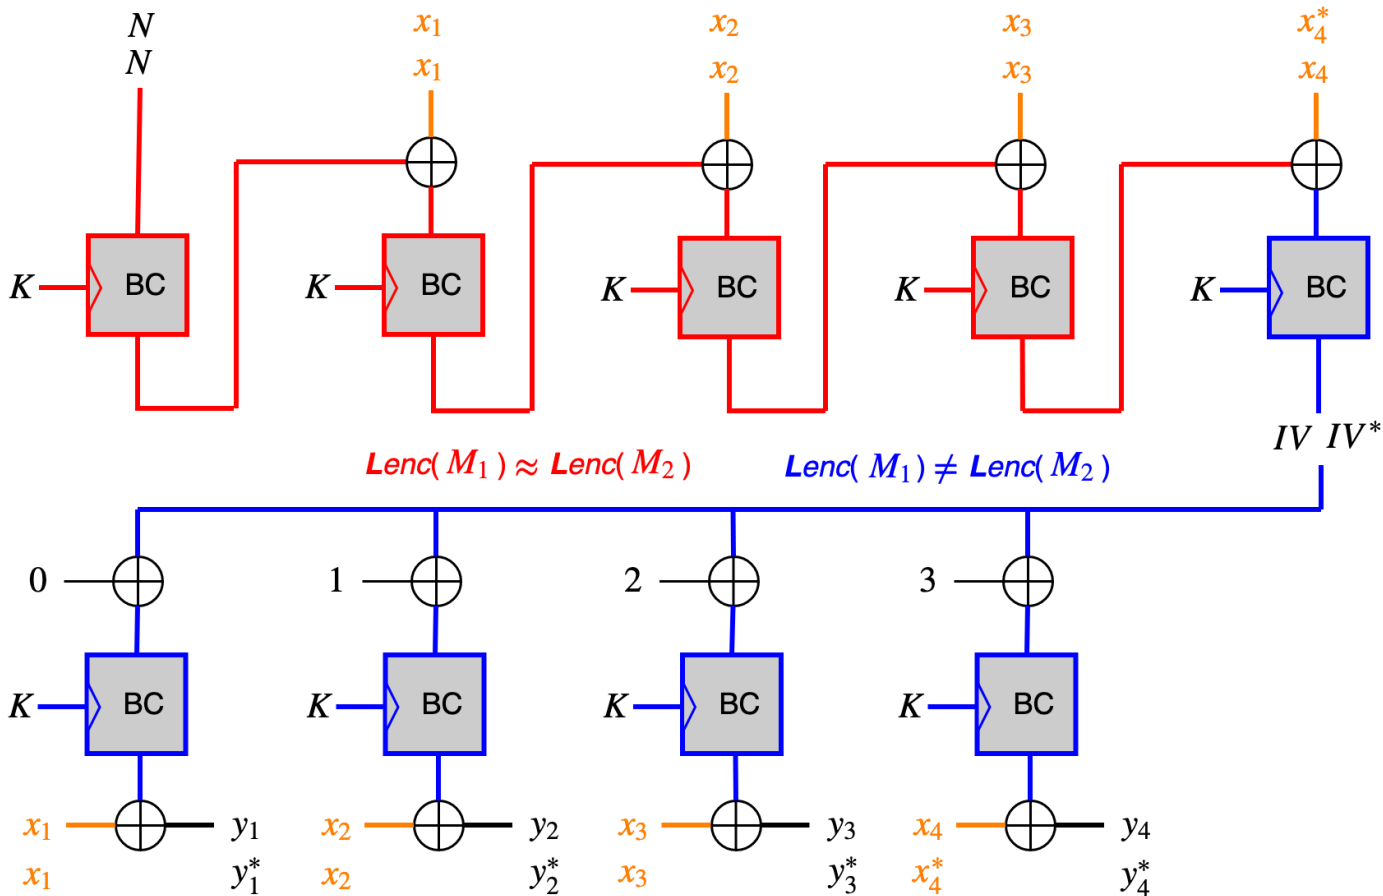 N x₁ x₂ x₃ x₄*
N x₁ x₂ x₃ x₄
K BC K BC K BC K BC K BC
IV IV*
Lenc( M₁) ≈ Lenc( M₂) Lenc( M₁) ≠ Lenc( M₂)
0 1 2 3
K BC K BC K BC K BC
x₁ y₁ x₂ y₂ x₃ y₃ x₄ y₄
x₁ y₁* x₂ y₂* x₃ y₃* x₄* y₄*